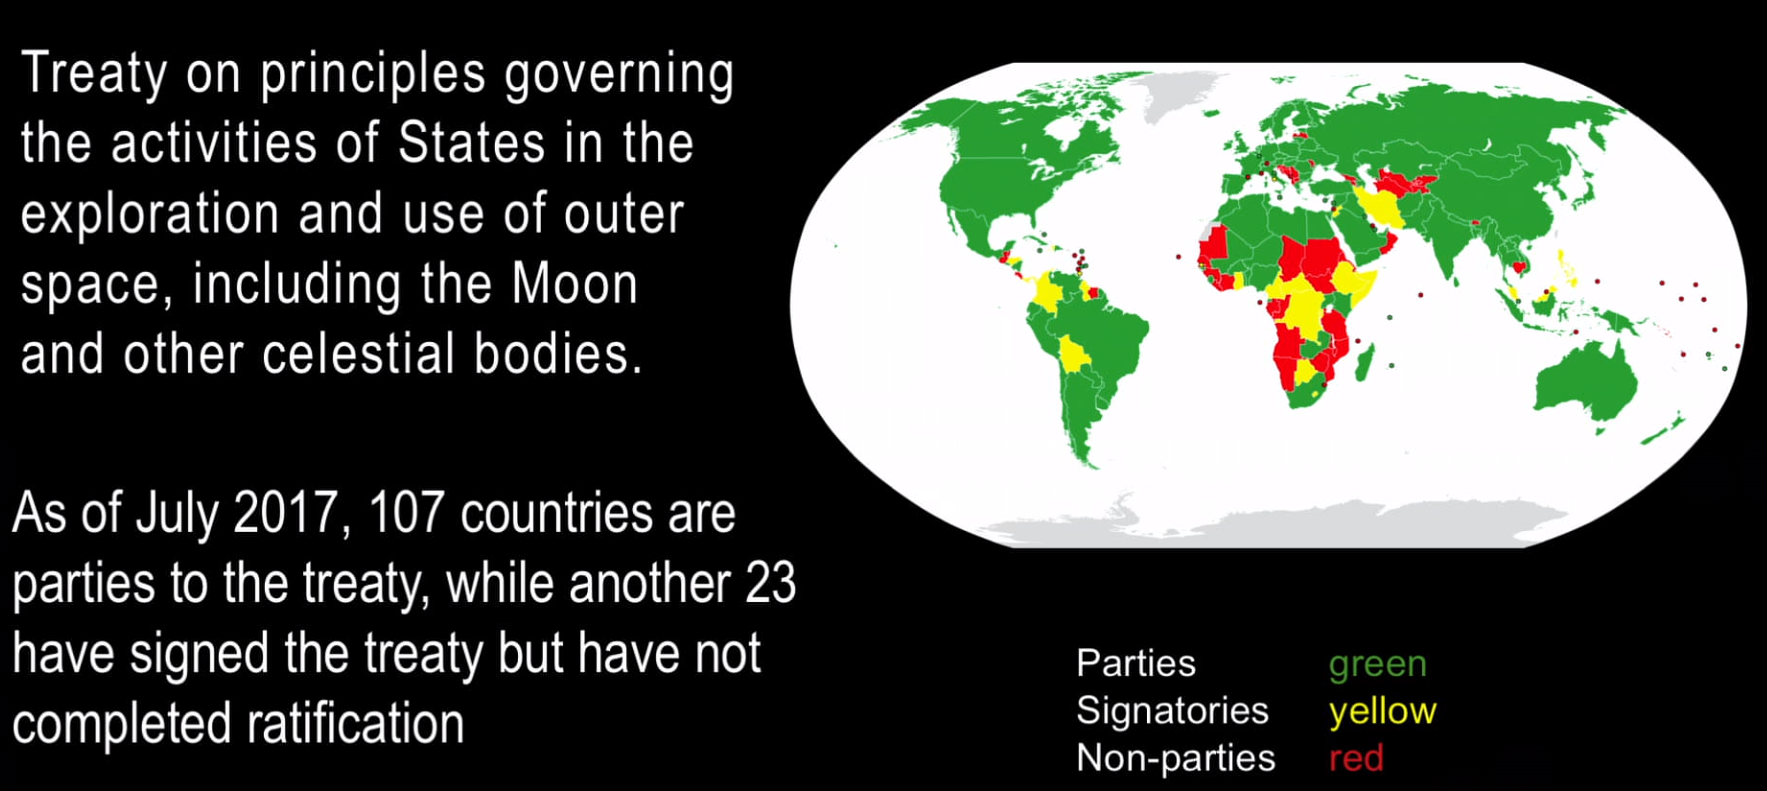 Treaty on principles governing
the activities of States in the
exploration and use of outer
space, including the Moon
and other celestial bodies.
As of July 2017, 107 countries are
parties to the treaty, while another 23
have signed the treaty but have not
completed ratification
Parties green
Signatories yellow
Non-parties red